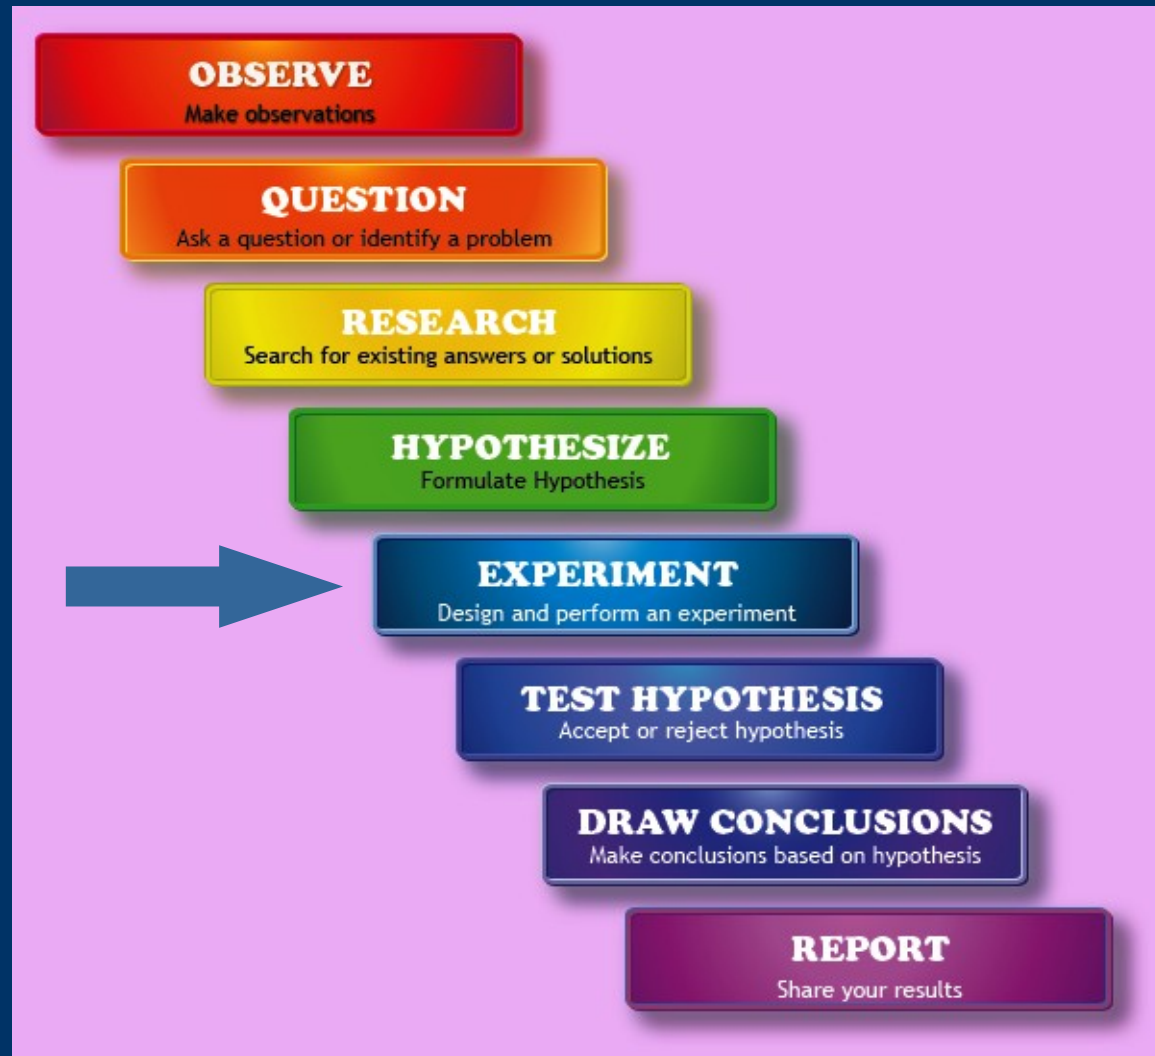 OBSERVE
Make observations
QUESTION
Ask a question or identify a problem
RESEARCH
Search for existing answers or solutions
HYPOTHESIZE
Formulate Hypothesis
EXPERIMENT
Design and perform an experiment
TEST HYPOTHESIS
Accept or reject hypothesis
DRAW CONCLUSIONS
Make conclusions based on hypothesis
REPORT
Share your results